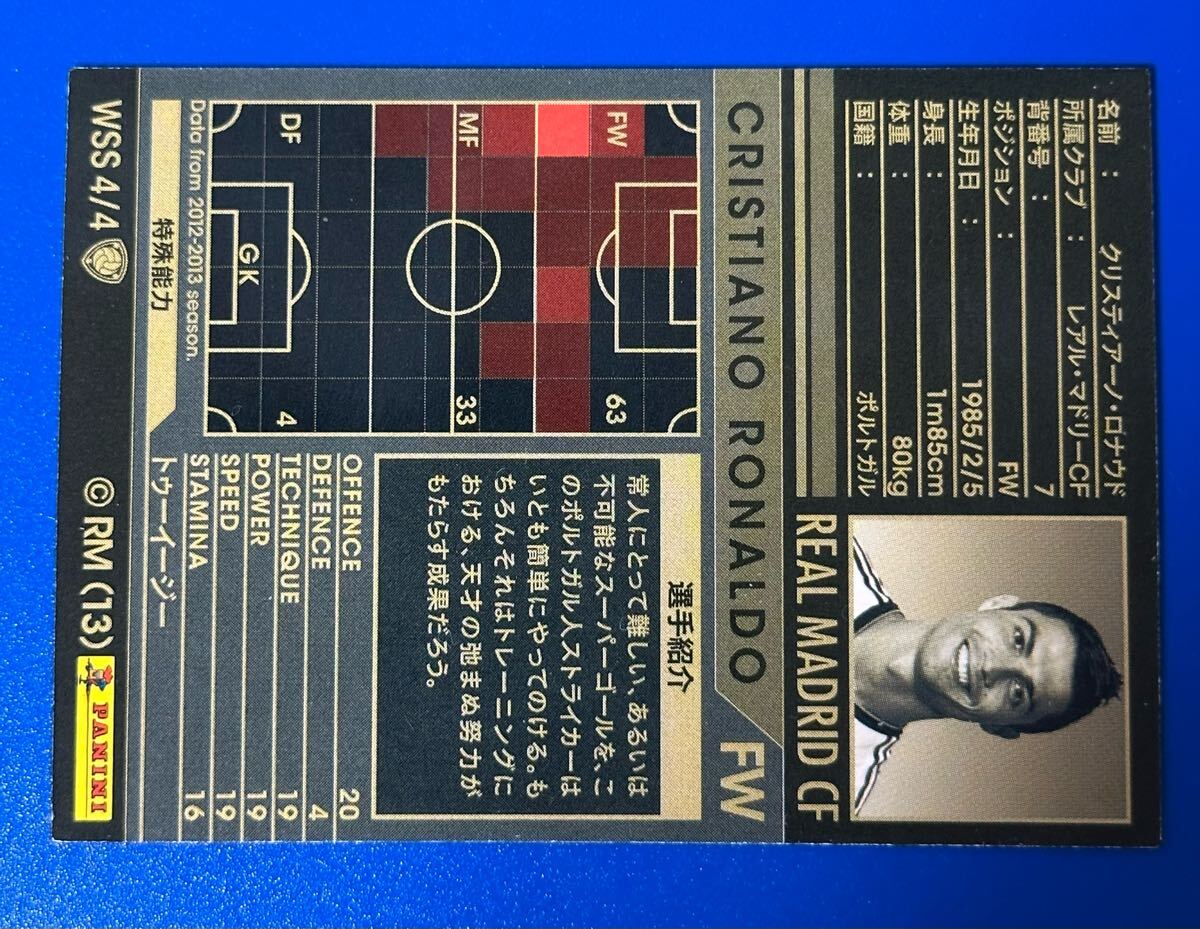 名前 : クリスティアーノ・ロナウド
所属クラブ : レアル・マドリーCF
背番号 : 7
ポジション : FW
生年月日 : 1985/2/5
身長 : 1m85cm
体重 : 80kg
国籍 : ポルトガル
REAL MADRID CF
CRISTIANO RONALDO FW
FW 63
MF 33
DF 4
GK
Data from 2012-2013 season.
選手紹介
常人にとって難しい、あるいは
不可能なスーパーゴールを、こ
のポルトガル人ストライカーは
いとも簡単にやってのける。も
ちろんそれはトレーニングに
おける、天才の弛まぬ努力が
もたらす成果だろう。
OFFENCE 20
DEFENCE 4
TECHNIQUE 19
POWER 19
SPEED 19
STAMINA 16
特殊能力 トゥーイージー
WSS 4/4 © RM (13) PANINI